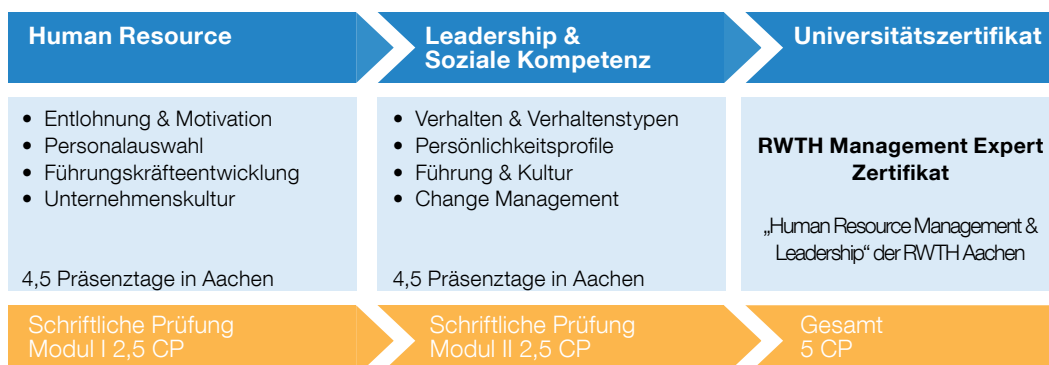 Human Resource
Leadership &
Soziale Kompetenz
Universitätszertifikat
• Entlohnung & Motivation
• Personalauswahl
• Führungskräfteentwicklung
• Unternehmenskultur
4,5 Präsenztage in Aachen
• Verhalten & Verhaltenstypen
• Persönlichkeitsprofile
• Führung & Kultur
• Change Management
4,5 Präsenztage in Aachen
RWTH Management Expert
Zertifikat
„Human Resource Management &
Leadership“ der RWTH Aachen
Schriftliche Prüfung
Modul I 2,5 CP
Schriftliche Prüfung
Modul II 2,5 CP
Gesamt
5 CP